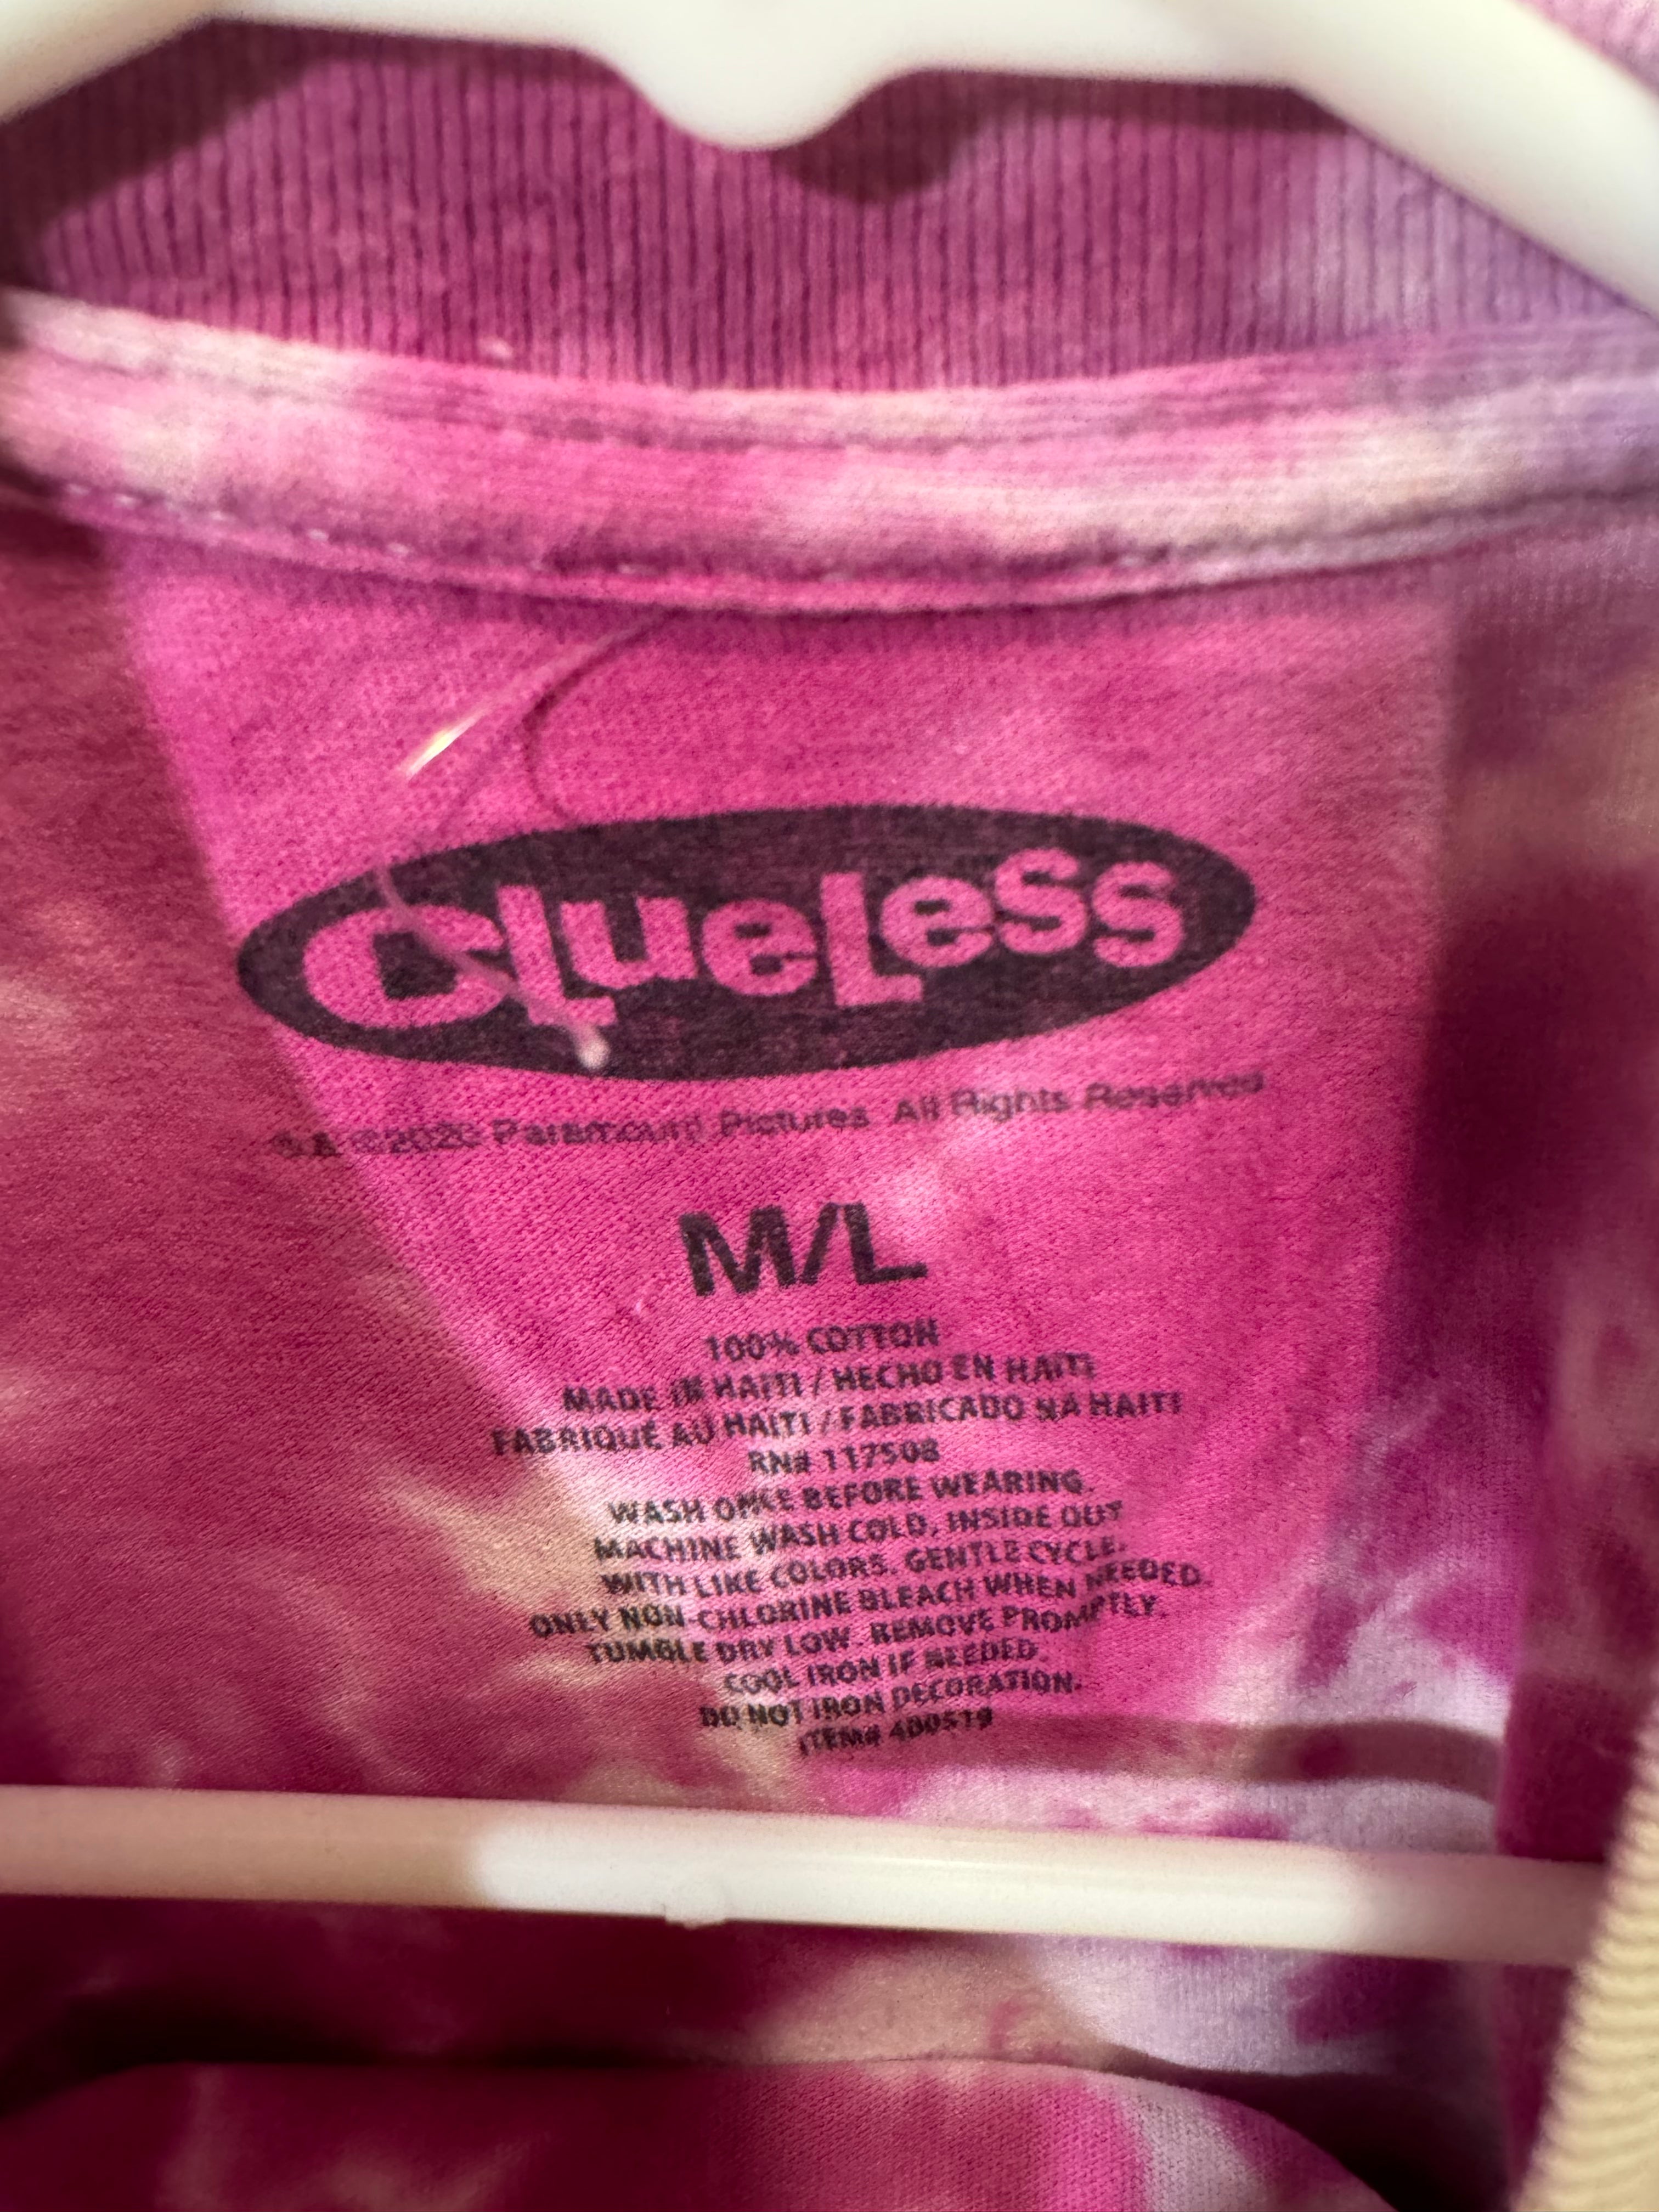 Clueless
& ©2020 Paramount Pictures. All Rights Reserved
M/L
100% COTTON
MADE IN HAITI / HECHO EN HAITI
FABRIQUÉ AU HAITI / FABRICADO NA HAITI
RN# 117508
WASH ONCE BEFORE WEARING.
MACHINE WASH COLD, INSIDE OUT
WITH LIKE COLORS. GENTLE CYCLE.
ONLY NON-CHLORINE BLEACH WHEN NEEDED.
TUMBLE DRY LOW. REMOVE PROMPTLY.
COOL IRON IF NEEDED.
DO NOT IRON DECORATION.
ITEM# 400519